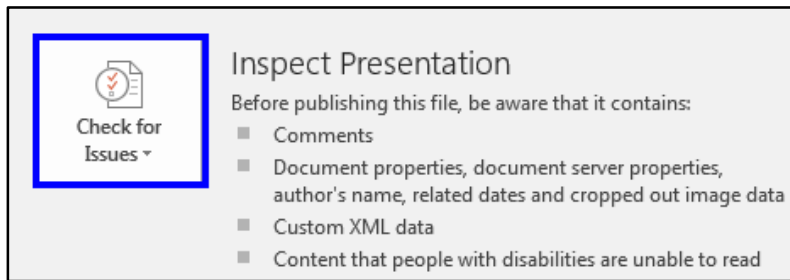 Check for
Issues
Inspect Presentation
Before publishing this file, be aware that it contains:
Comments
Document properties, document server properties,
author's name, related dates and cropped out image data
Custom XML data
Content that people with disabilities are unable to read